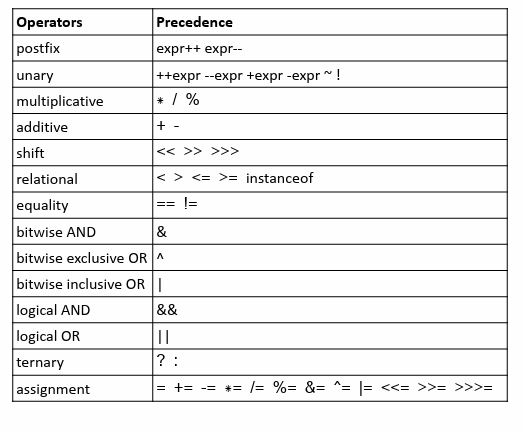 Operators Precedence
postfix expr++ expr--
unary ++expr --expr +expr -expr ~ !
multiplicative * / %
additive + -
shift << >> >>>
relational < > <= >= instanceof
equality == !=
bitwise AND &
bitwise exclusive OR ^
bitwise inclusive OR |
logical AND &&
logical OR ||
ternary ? :
assignment = += -= *= /= %= &= ^= |= <<= >>= >>>=